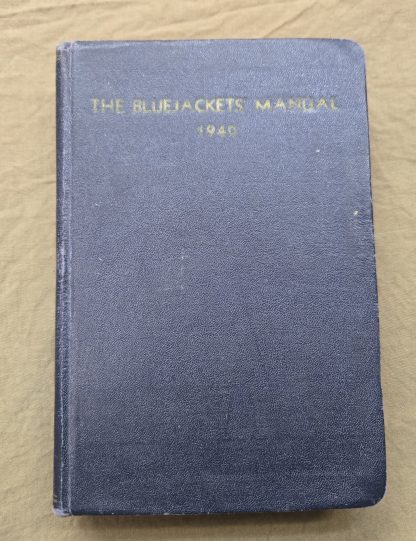 THE BLUEJACKETS' MANUAL
1940